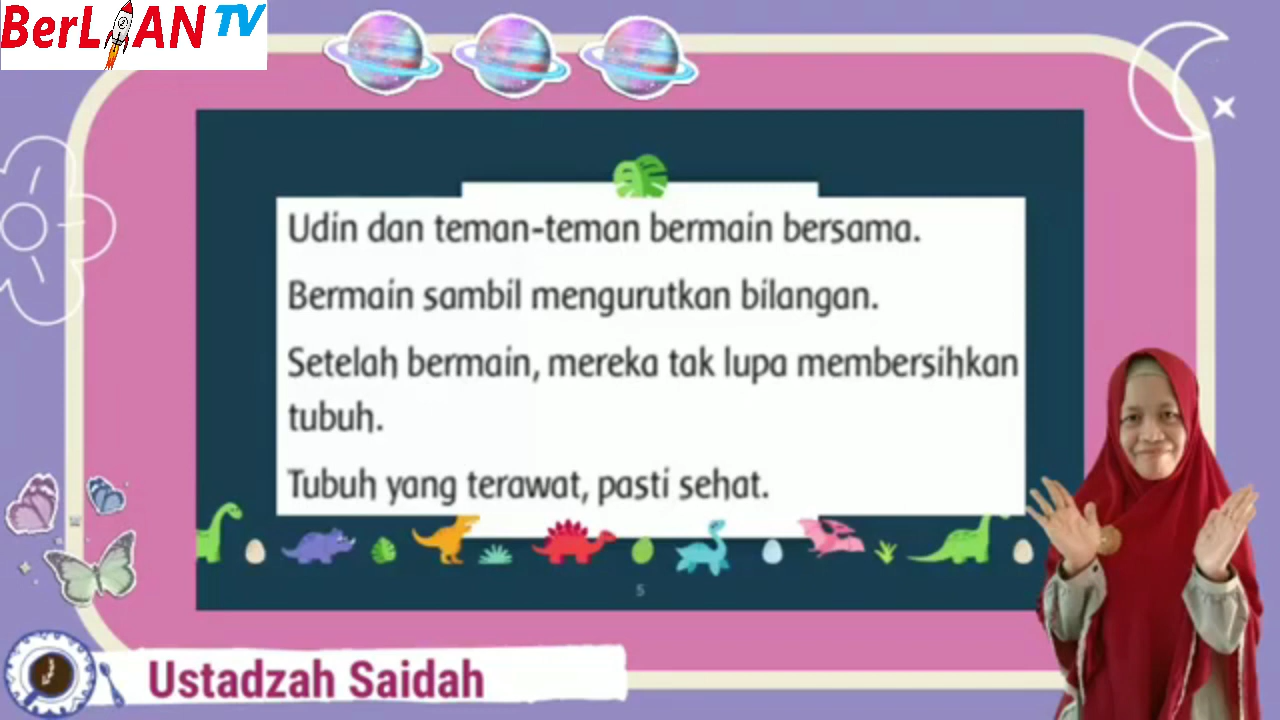 BerLIAN TV
Udin dan teman-teman bermain bersama.
Bermain sambil mengurutkan bilangan.
Setelah bermain, mereka tak lupa membersihkan
tubuh.
Tubuh yang terawat, pasti sehat.
5
Ustadzah Saidah